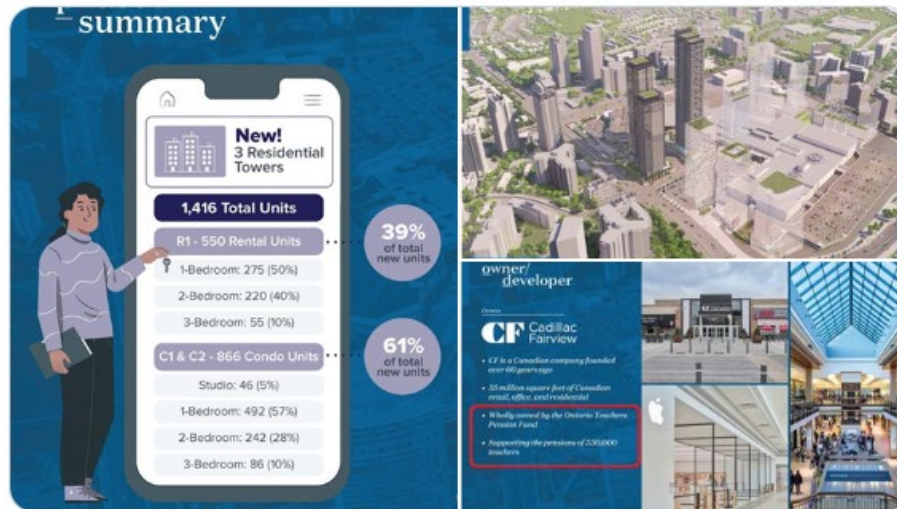 summary
New!
3 Residential
Towers
1,416 Total Units
R1 - 550 Rental Units
39%
of total
new units
1-Bedroom: 275 (50%)
2-Bedroom: 220 (40%)
3-Bedroom: 55 (10%)
C1 & C2 - 866 Condo Units
61%
of total
new units
Studio: 46 (5%)
1-Bedroom: 492 (57%)
2-Bedroom: 242 (28%)
3-Bedroom: 86 (10%)
owner/
developer
Owners
CF Cadillac
Fairview
• CF is a Canadian company founded
over 60 years ago
• 35 million square feet of Canadian
retail, office, and residential
• Wholly owned by the Ontario Teachers
Pension Fund
• Supporting the pensions of 330,000
teachers